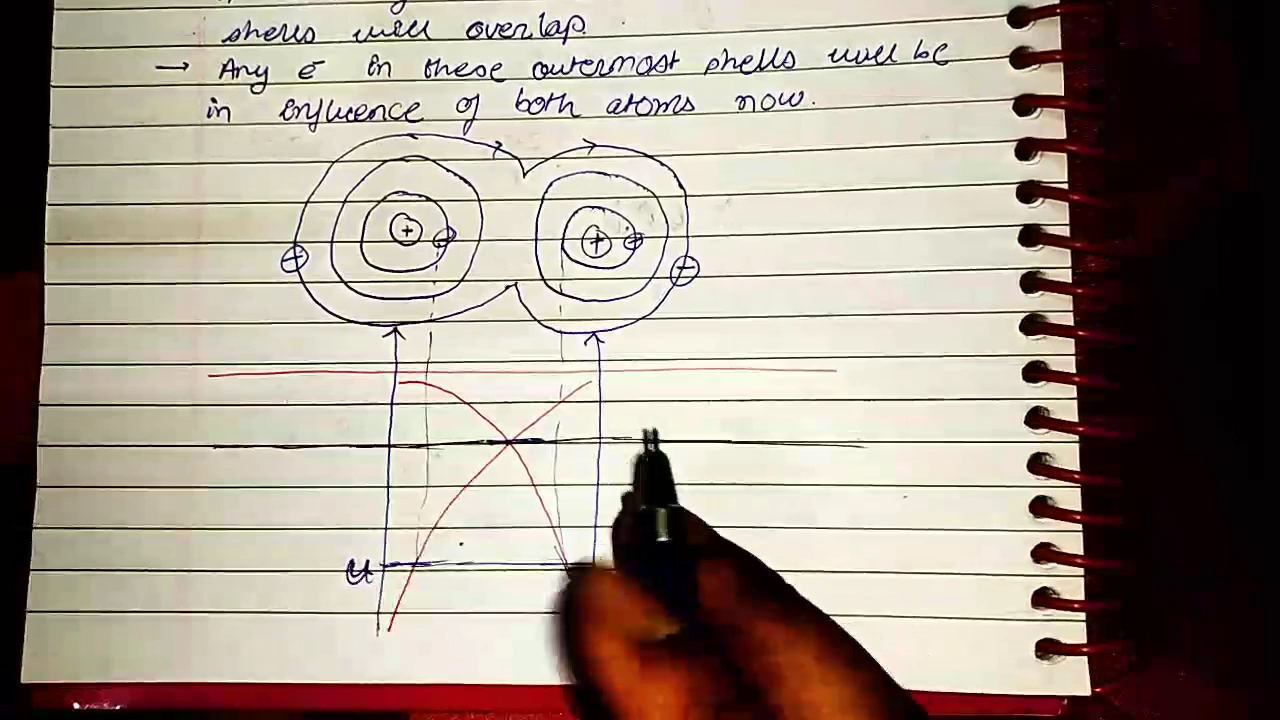 shells will overlap.
→ Any e⁻ in these outermost shells will be
in influence of both atoms now.
+ +
- - - -
U